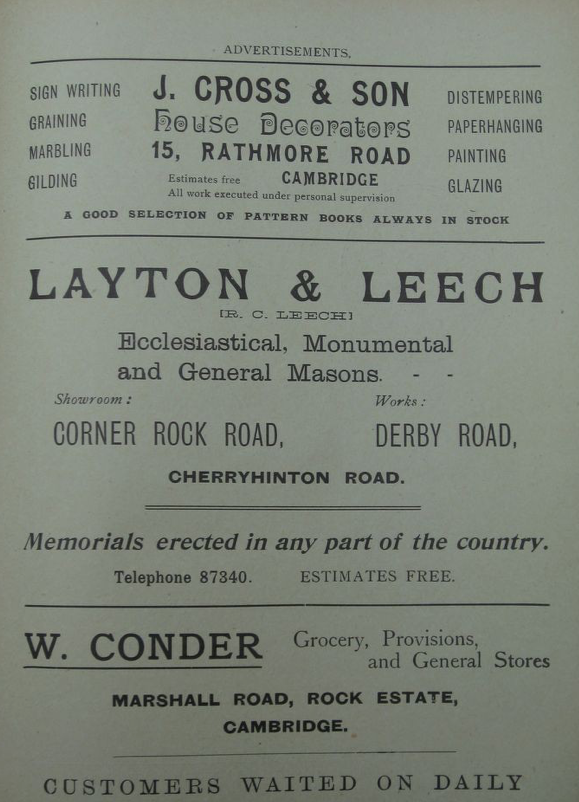 ADVERTISEMENTS.
SIGN WRITING
GRAINING
MARBLING
GILDING
J. CROSS & SON
House Decorators
15, RATHMORE ROAD
Estimates free CAMBRIDGE
All work executed under personal supervision
DISTEMPERING
PAPERHANGING
PAINTING
GLAZING
A GOOD SELECTION OF PATTERN BOOKS ALWAYS IN STOCK
LAYTON & LEECH
[R. C. LEECH]
Ecclesiastical, Monumental
and General Masons. - -
Showroom: Works:
CORNER ROCK ROAD, DERBY ROAD,
CHERRYHINTON ROAD.
Memorials erected in any part of the country.
Telephone 87340. ESTIMATES FREE.
W. CONDER
Grocery, Provisions,
and General Stores
MARSHALL ROAD, ROCK ESTATE,
CAMBRIDGE.
CUSTOMERS WAITED ON DAILY